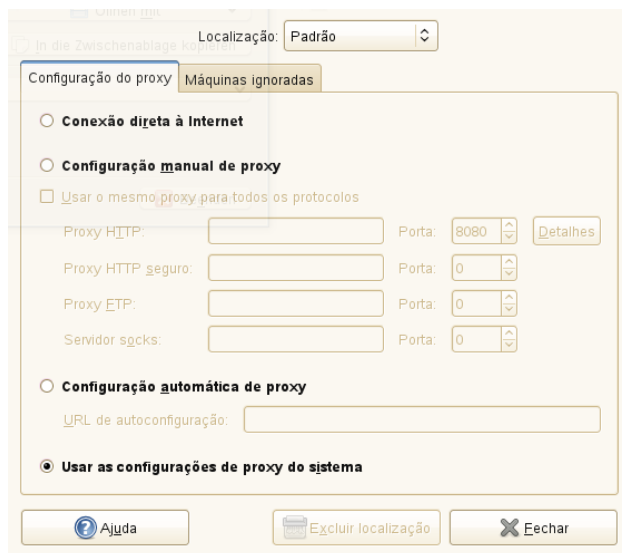 Öffnen mit
Localização: Padrão
In die Zwischenablage kopieren
Configuração do proxy Máquinas ignoradas
Conexão direta à Internet
Configuração manual de proxy
Usar o mesmo proxy para todos os protocolos
Proxy HTTP: Porta: 8080 Detalhes
Proxy HTTP seguro: Porta: 0
Proxy FTP: Porta: 0
Servidor socks: Porta: 0
Configuração automática de proxy
URL de autoconfiguração:
Usar as configurações de proxy do sistema
Ajuda Excluir localização Fechar